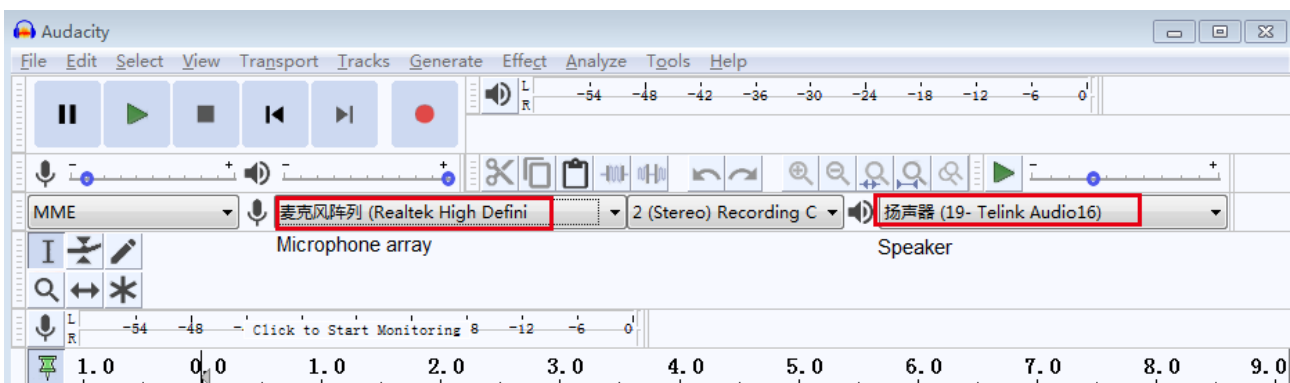 Audacity
File Edit Select View Transport Tracks Generate Effect Analyze Tools Help
L
R
-54 -48 -42 -36 -30 -24 -18 -12 -6 0
- + - +
- +
MME 麦克风阵列 (Realtek High Defini 2 (Stereo) Recording C 扬声器 (19- Telink Audio16)
Microphone array Speaker
L
R
-54 -48 - Click to Start Monitoring 8 -12 -6 0
1.0 0.0 1.0 2.0 3.0 4.0 5.0 6.0 7.0 8.0 9.0